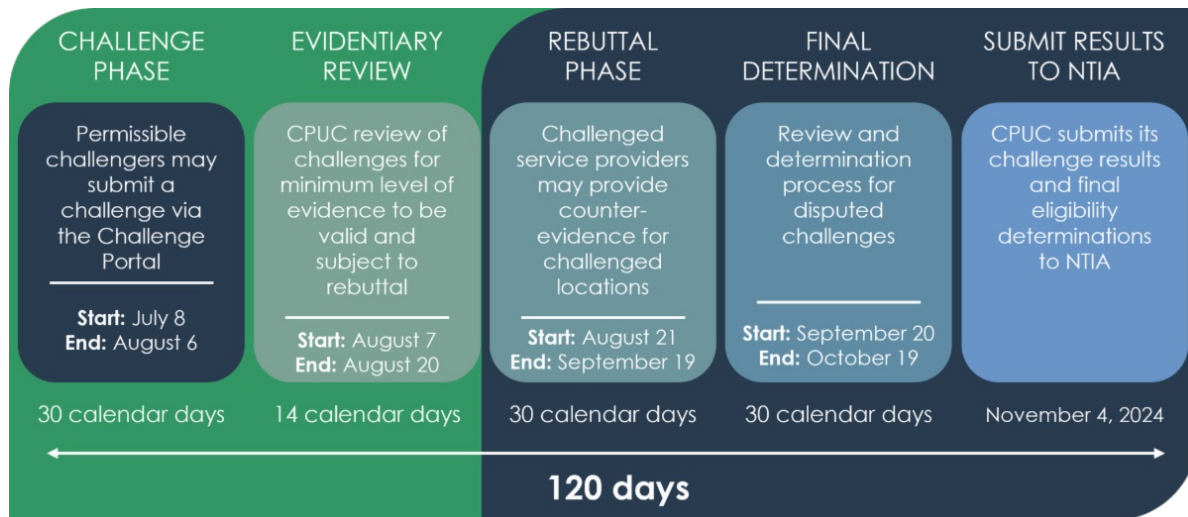 CHALLENGE
PHASE
Permissible
challengers may
submit a
challenge via
the Challenge
Portal
Start: July 8
End: August 6
30 calendar days
EVIDENTIARY
REVIEW
CPUC review of
challenges for
minimum level of
evidence to be
valid and
subject to
rebuttal
Start: August 7
End: August 20
14 calendar days
REBUTTAL
PHASE
Challenged
service providers
may provide
counter-
evidence for
challenged
locations
Start: August 21
End: September 19
30 calendar days
FINAL
DETERMINATION
Review and
determination
process for
disputed
challenges
Start: September 20
End: October 19
30 calendar days
SUBMIT RESULTS
TO NTIA
CPUC submits its
challenge results
and final
eligibility
determinations
to NTIA
November 4, 2024
120 days